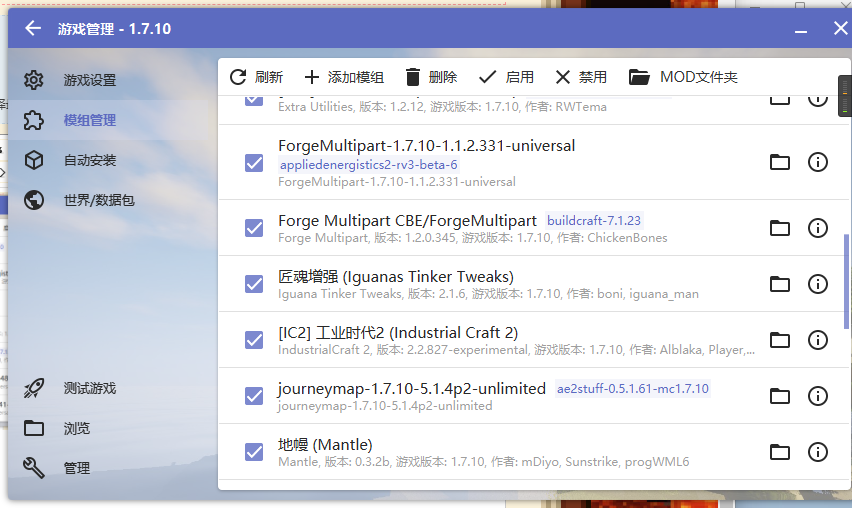 游戏管理 - 1.7.10
游戏设置
模组管理
自动安装
世界/数据包
测试游戏
浏览
管理
刷新
添加模组
删除
启用
禁用
MOD文件夹
Extra Utilities, 版本: 1.2.12, 游戏版本: 1.7.10, 作者: RWTema
ForgeMultipart-1.7.10-1.1.2.331-universal
appliedenergistics2-rv3-beta-6
ForgeMultipart-1.7.10-1.1.2.331-universal
Forge Multipart CBE/ForgeMultipart buildcraft-7.1.23
Forge Multipart, 版本: 1.2.0.345, 游戏版本: 1.7.10, 作者: ChickenBones
匠魂增强 (Iguanas Tinker Tweaks)
Iguana Tinker Tweaks, 版本: 2.1.6, 游戏版本: 1.7.10, 作者: boni, iguana_man
[IC2] 工业时代2 (Industrial Craft 2)
IndustrialCraft 2, 版本: 2.2.827-experimental, 游戏版本: 1.7.10, 作者: Alblaka, Player,...
journeymap-1.7.10-5.1.4p2-unlimited ae2stuff-0.5.1.61-mc1.7.10
journeymap-1.7.10-5.1.4p2-unlimited
地幔 (Mantle)
Mantle, 版本: 0.3.2b, 游戏版本: 1.7.10, 作者: mDiyo, Sunstrike, progWML6